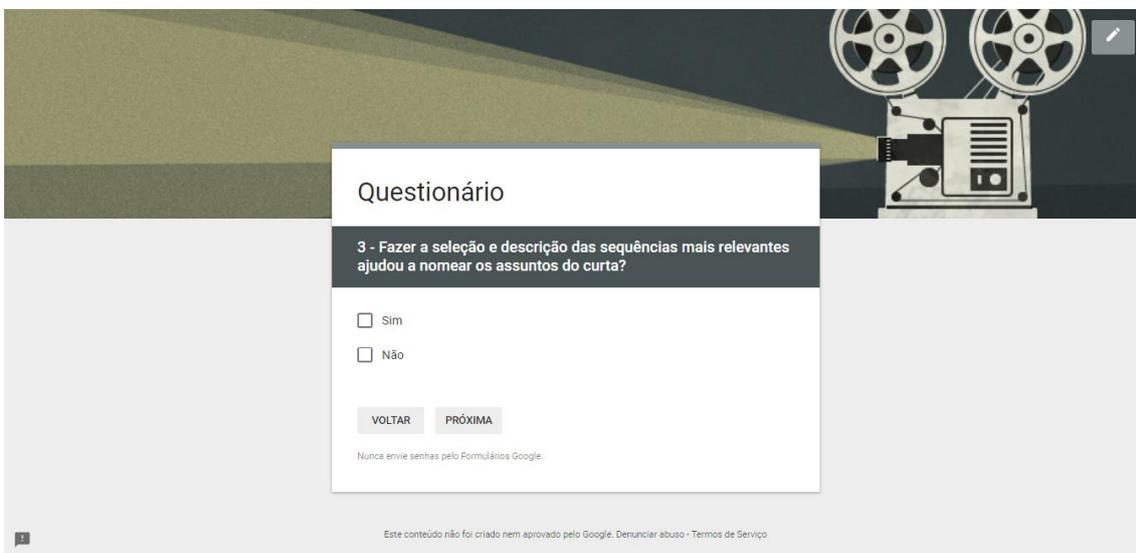 Questionário
3 - Fazer a seleção e descrição das sequências mais relevantes
ajudou a nomear os assuntos do curta?
Sim
Não
VOLTAR PRÓXIMA
Nunca envie senhas pelo Formulários Google.
Este conteúdo não foi criado nem aprovado pelo Google. Denunciar abuso - Termos de Serviço